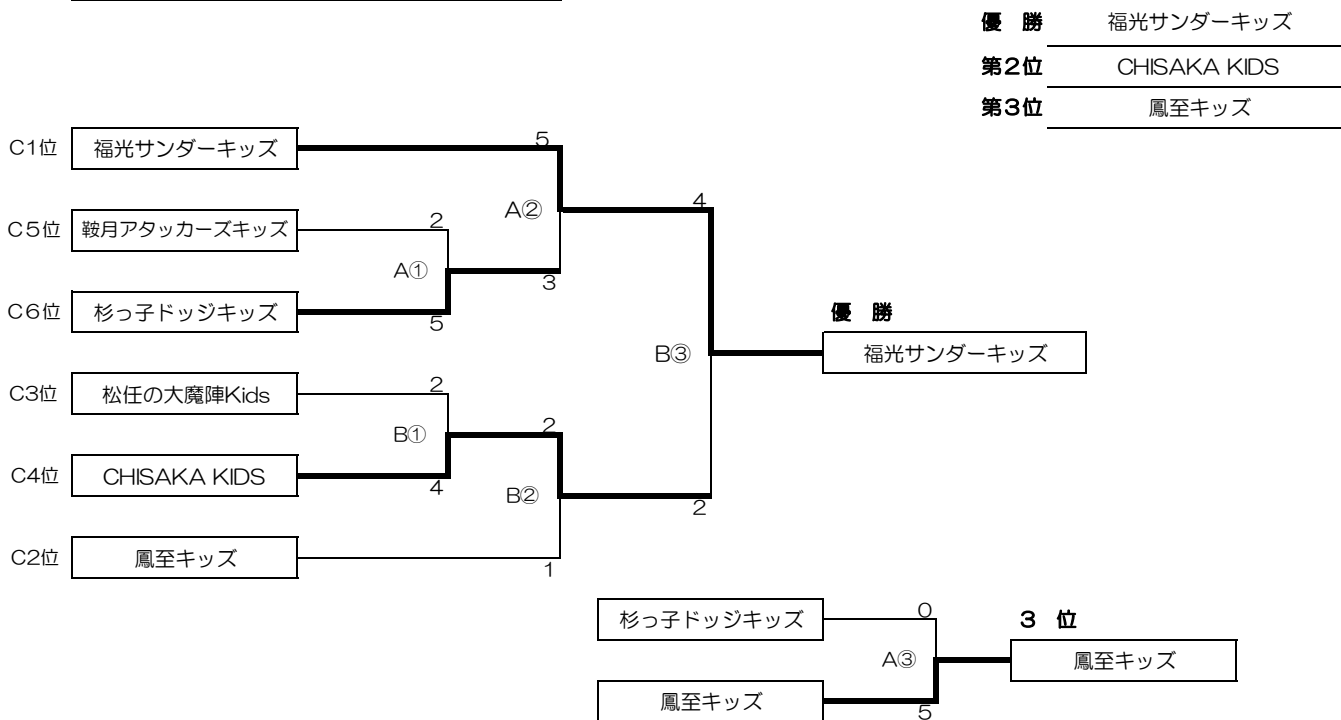 優　勝　福光サンダーキッズ
第２位　CHISAKA KIDS
第３位　鳳至キッズ
C1位　福光サンダーキッズ　5
A②　4
C5位　鞍月アタッカーズキッズ　2
A①　3
C6位　杉っ子ドッジキッズ　5
優　勝
B③　福光サンダーキッズ
C3位　松任の大魔陣Kids　2
B①　2
C4位　CHISAKA KIDS　4
B②　2
C2位　鳳至キッズ　1
杉っ子ドッジキッズ　0　３　位
A③　鳳至キッズ
鳳至キッズ　5